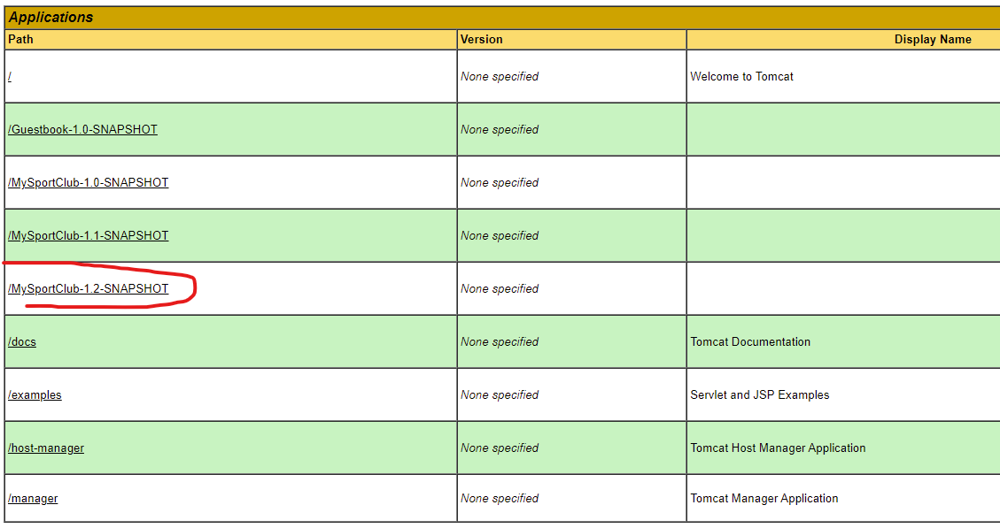 Applications
Path Version Display Name
/ None specified Welcome to Tomcat
/Guestbook-1.0-SNAPSHOT None specified
/MySportClub-1.0-SNAPSHOT None specified
/MySportClub-1.1-SNAPSHOT None specified
/MySportClub-1.2-SNAPSHOT None specified
/docs None specified Tomcat Documentation
/examples None specified Servlet and JSP Examples
/host-manager None specified Tomcat Host Manager Application
/manager None specified Tomcat Manager Application